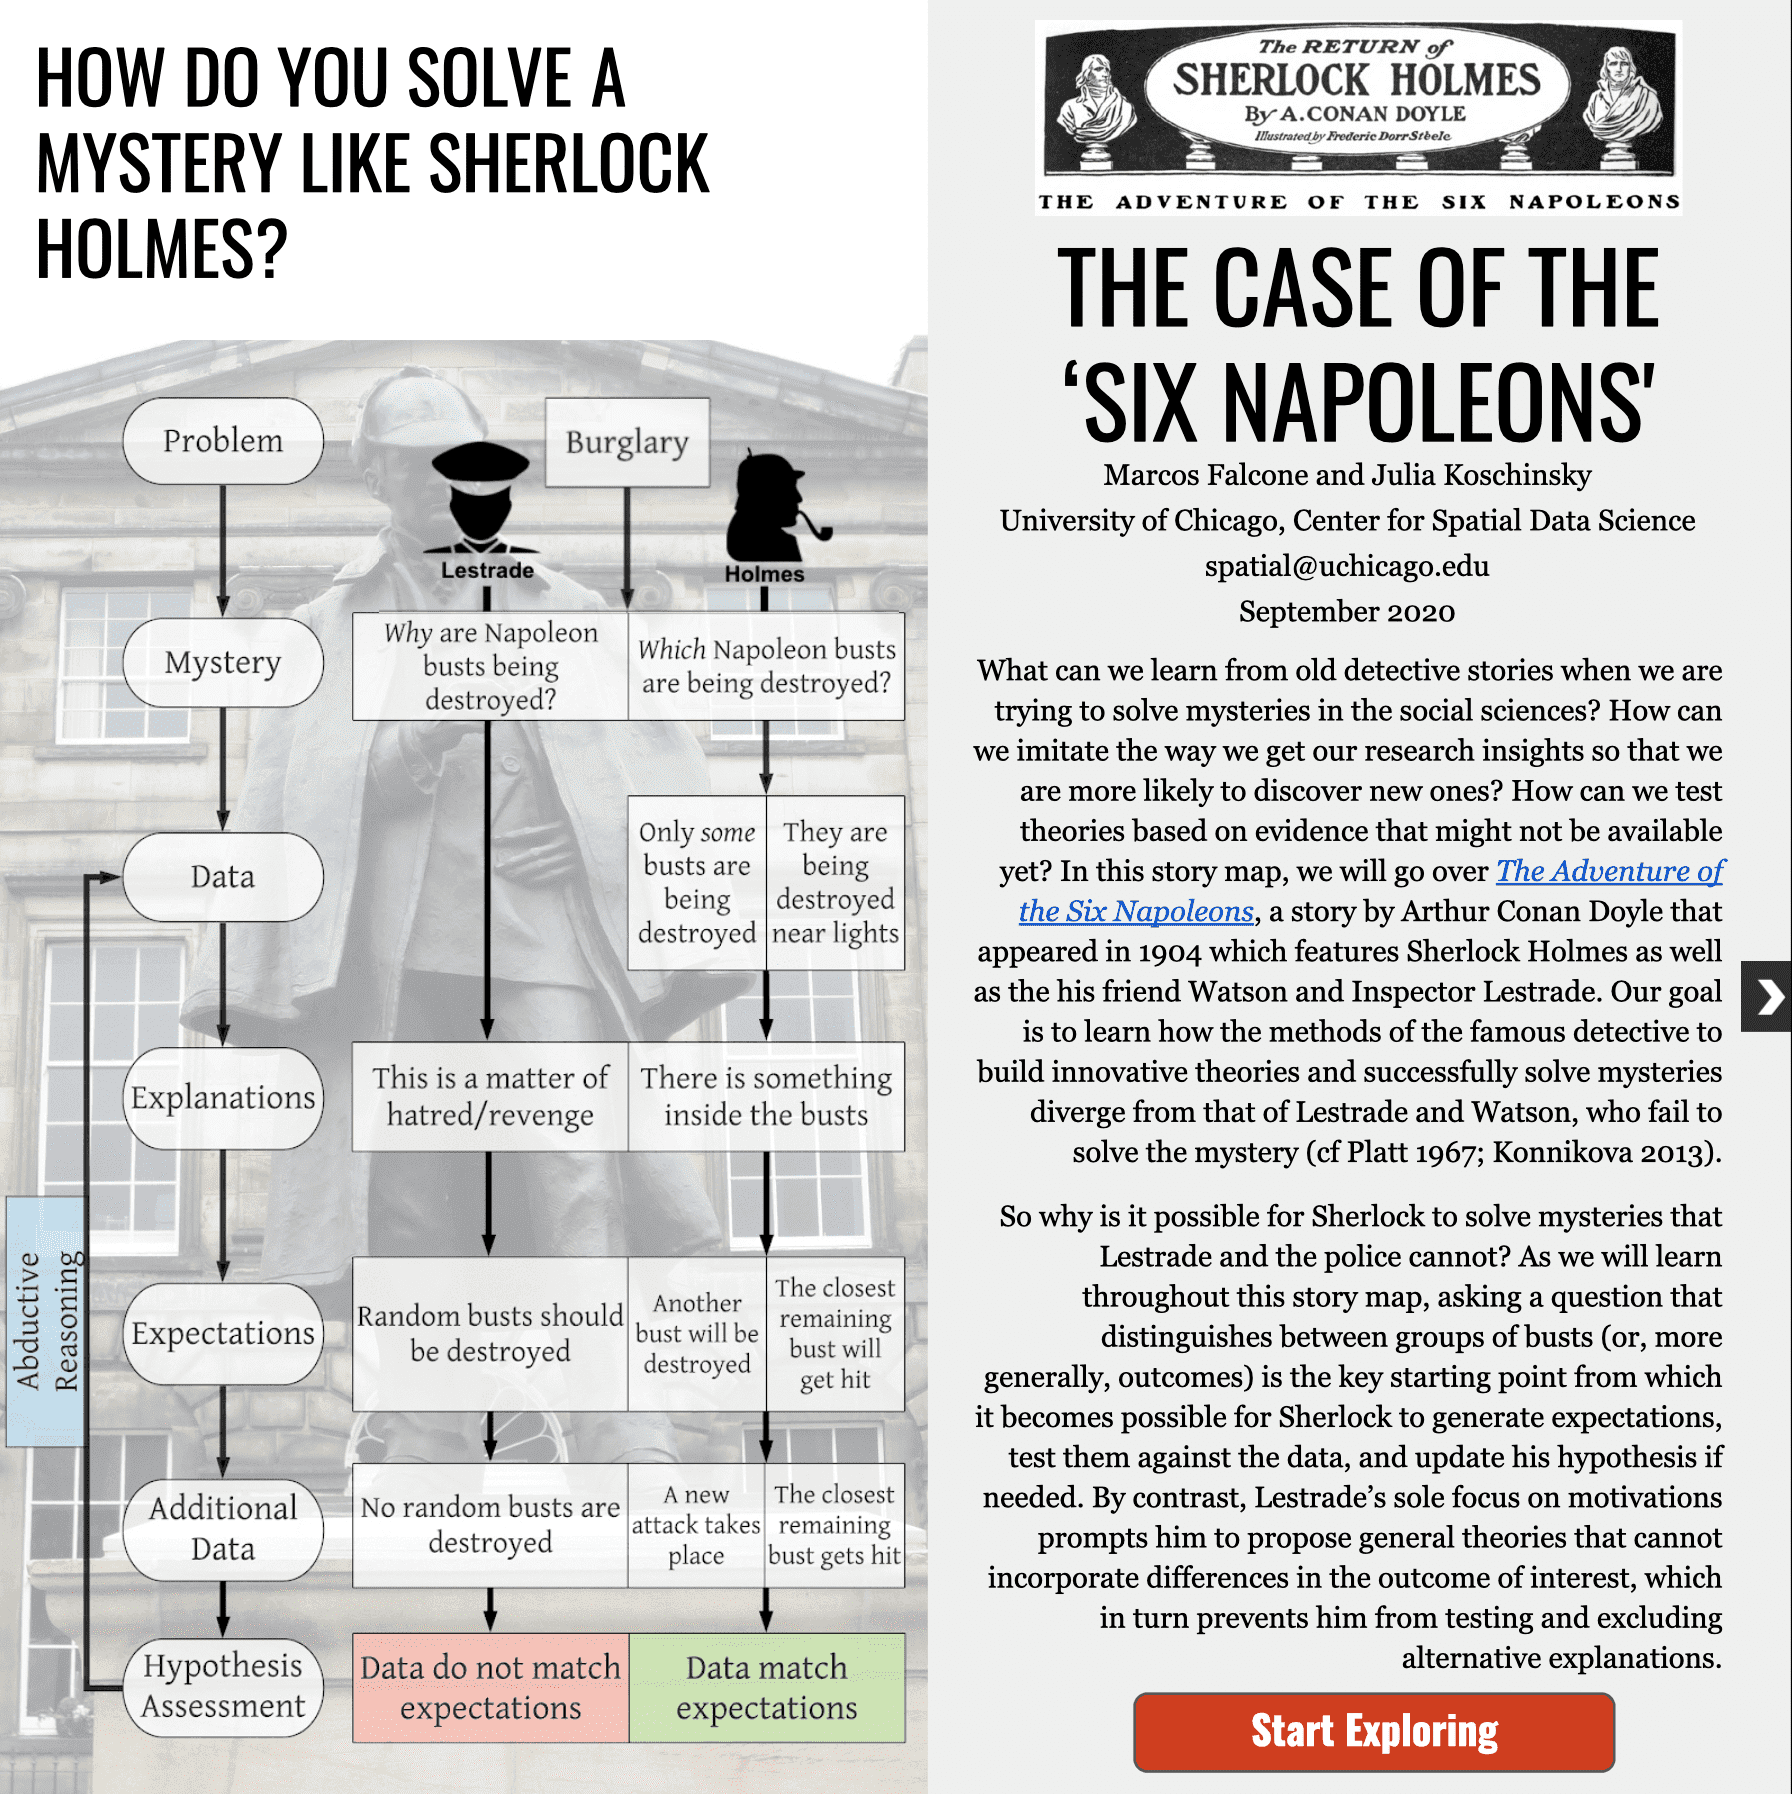 HOW DO YOU SOLVE A
MYSTERY LIKE SHERLOCK
HOLMES?
Problem
Burglary
Lestrade
Holmes
Mystery
Why are Napoleon
busts being
destroyed?
Which Napoleon busts
are being destroyed?
Data
Only some
busts are
being
destroyed
They are
being
destroyed
near lights
Explanations
This is a matter of
hatred/revenge
There is something
inside the busts
Abductive
Reasoning
Expectations
Random busts should
be destroyed
Another
bust will be
destroyed
The closest
remaining
bust will
get hit
Additional
Data
No random busts are
destroyed
A new
attack takes
place
The closest
remaining
bust gets hit
Hypothesis
Assessment
Data do not match
expectations
Data match
expectations
The RETURN of
SHERLOCK HOLMES
By A. CONAN DOYLE
Illustrated by Frederic Dorr Steele
THE ADVENTURE OF THE SIX NAPOLEONS
THE CASE OF THE
‘SIX NAPOLEONS'
Marcos Falcone and Julia Koschinsky
University of Chicago, Center for Spatial Data Science
spatial@uchicago.edu
September 2020
What can we learn from old detective stories when we are
trying to solve mysteries in the social sciences? How can
we imitate the way we get our research insights so that we
are more likely to discover new ones? How can we test
theories based on evidence that might not be available
yet? In this story map, we will go over The Adventure of
the Six Napoleons, a story by Arthur Conan Doyle that
appeared in 1904 which features Sherlock Holmes as well
as the his friend Watson and Inspector Lestrade. Our goal
is to learn how the methods of the famous detective to
build innovative theories and successfully solve mysteries
diverge from that of Lestrade and Watson, who fail to
solve the mystery (cf Platt 1967; Konnikova 2013).
So why is it possible for Sherlock to solve mysteries that
Lestrade and the police cannot? As we will learn
throughout this story map, asking a question that
distinguishes between groups of busts (or, more
generally, outcomes) is the key starting point from which
it becomes possible for Sherlock to generate expectations,
test them against the data, and update his hypothesis if
needed. By contrast, Lestrade’s sole focus on motivations
prompts him to propose general theories that cannot
incorporate differences in the outcome of interest, which
in turn prevents him from testing and excluding
alternative explanations.
Start Exploring